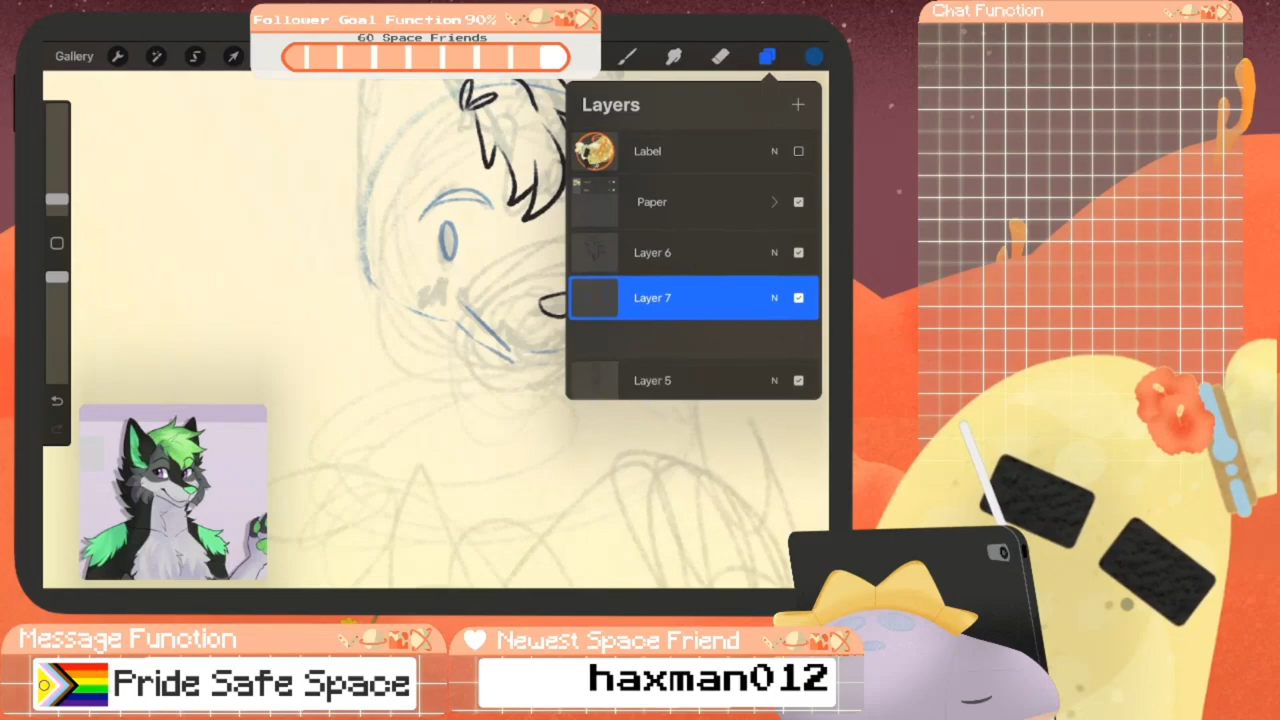 Follower Goal Function 90%
60 Space Friends
Chat Function
Gallery
Layers
Label N
Paper
Layer 6 N
Layer 7 N
Layer 5 N
Message Function
Pride Safe Space
Newest Space Friend
haxman012